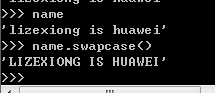 >>> name
'lizexiong is huawei'
>>> name.swapcase()
'LIZEXIONG IS HUAWEI'
>>>